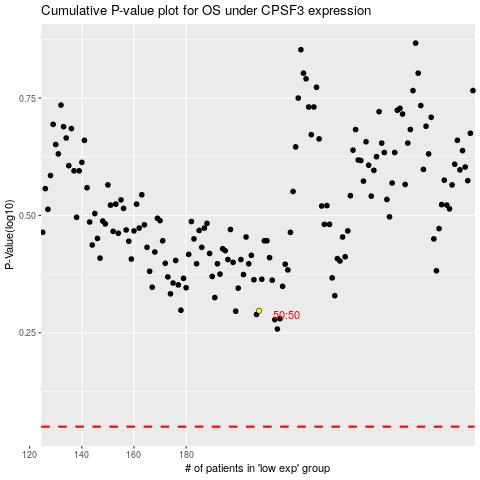 Cumulative P-value plot for OS under CPSF3 expression
P-Value(log10)
0.75
0.50
0.25
50:50
120 140 160 180
# of patients in 'low exp' group